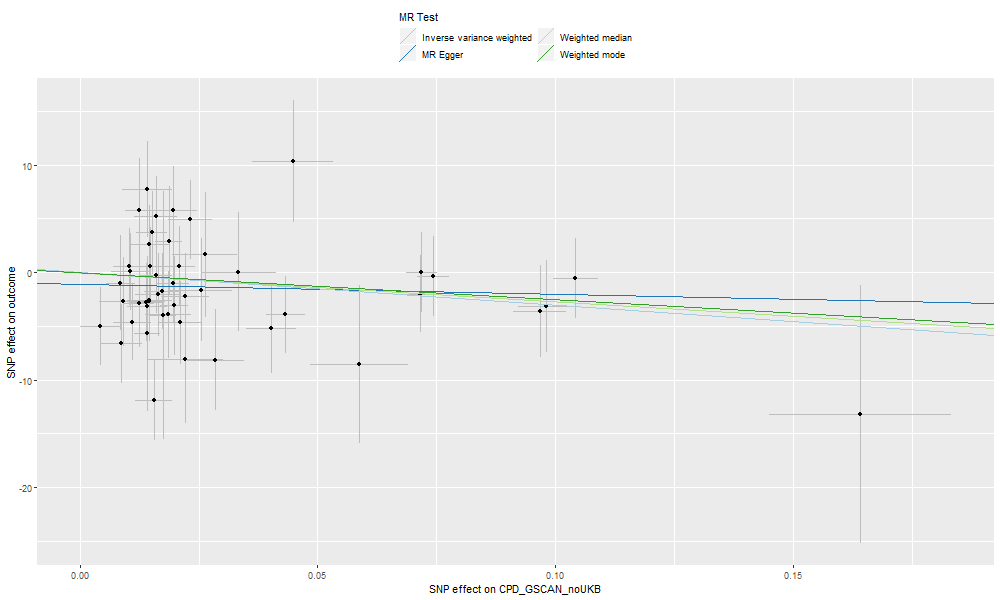 MR Test
Inverse variance weighted
Weighted median
MR Egger
Weighted mode
SNP effect on outcome
10
0
-10
-20
0.00
0.05
0.10
0.15
SNP effect on CPD_GSCAN_noUKB